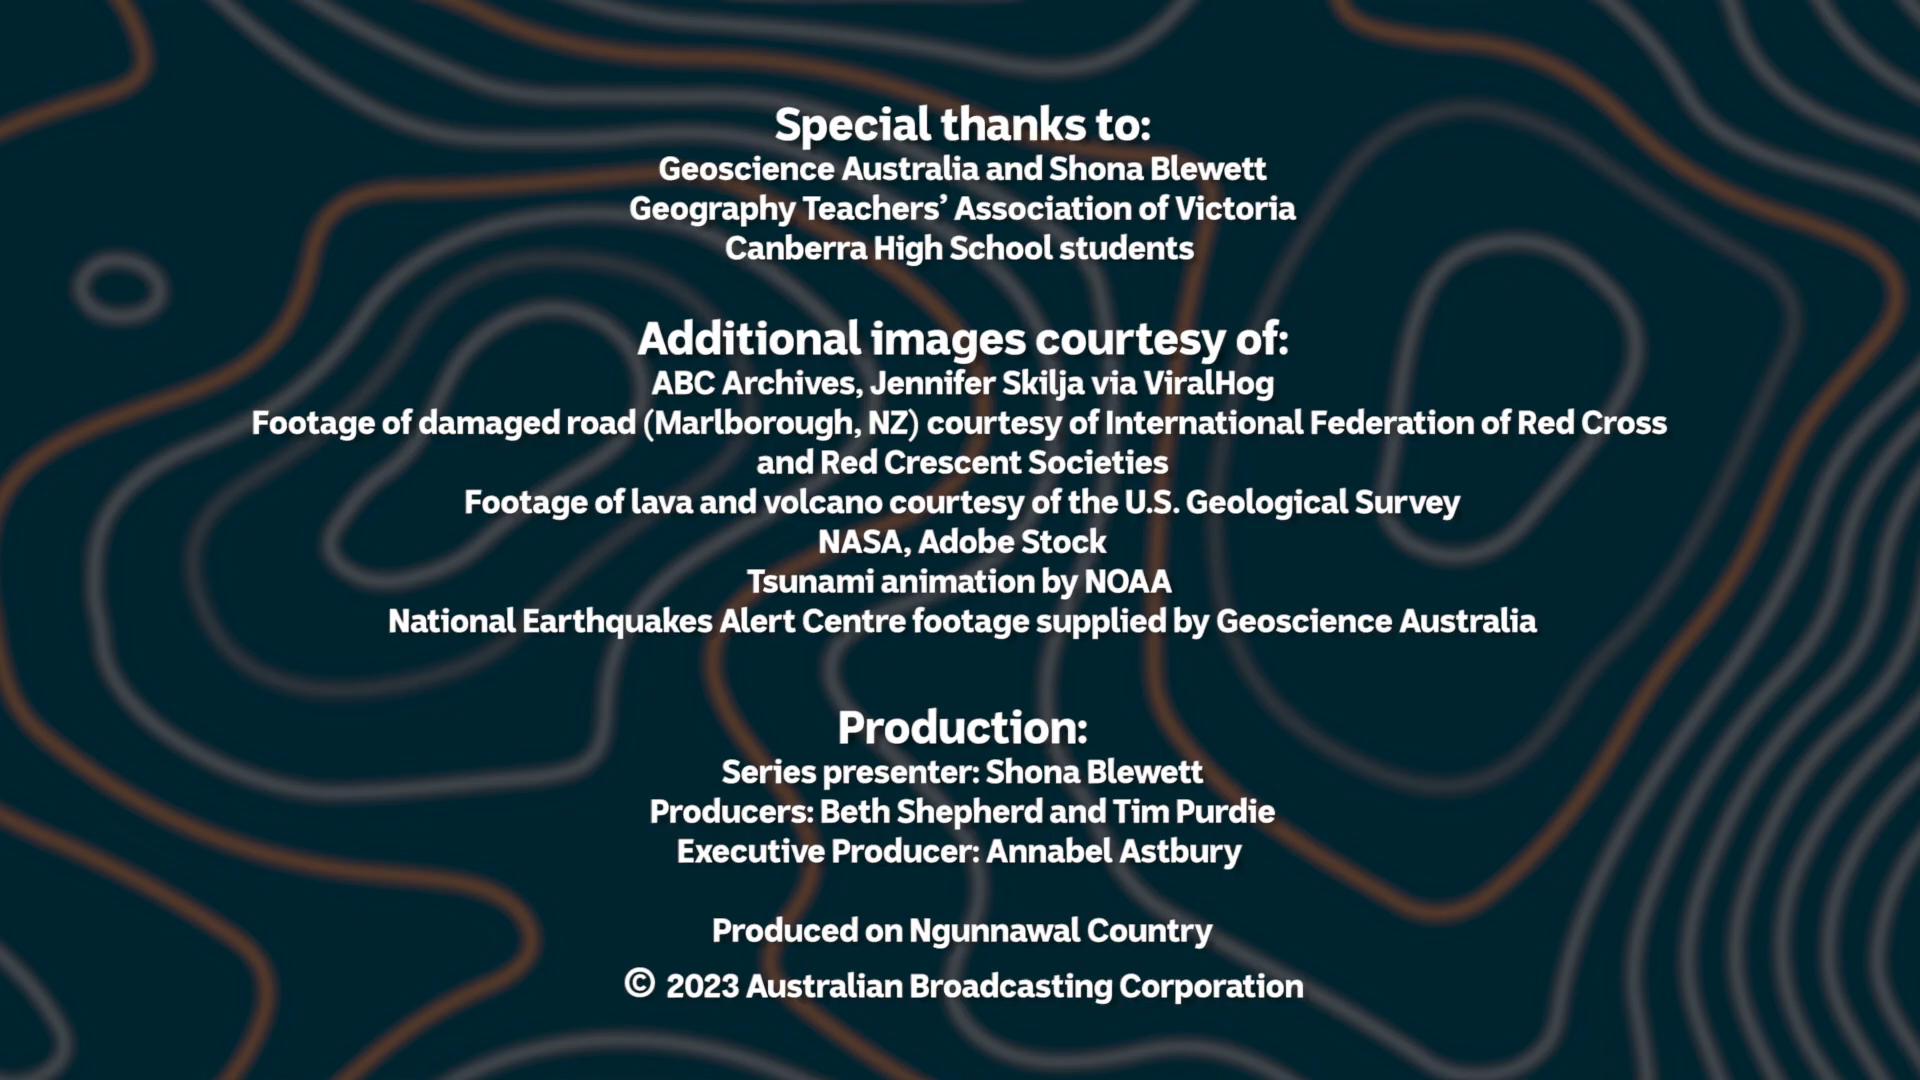 Special thanks to:
Geoscience Australia and Shona Blewett
Geography Teachers’ Association of Victoria
Canberra High School students
Additional images courtesy of:
ABC Archives, Jennifer Skilja via ViralHog
Footage of damaged road (Marlborough, NZ) courtesy of International Federation of Red Cross
and Red Crescent Societies
Footage of lava and volcano courtesy of the U.S. Geological Survey
NASA, Adobe Stock
Tsunami animation by NOAA
National Earthquakes Alert Centre footage supplied by Geoscience Australia
Production:
Series presenter: Shona Blewett
Producers: Beth Shepherd and Tim Purdie
Executive Producer: Annabel Astbury
Produced on Ngunnawal Country
© 2023 Australian Broadcasting Corporation